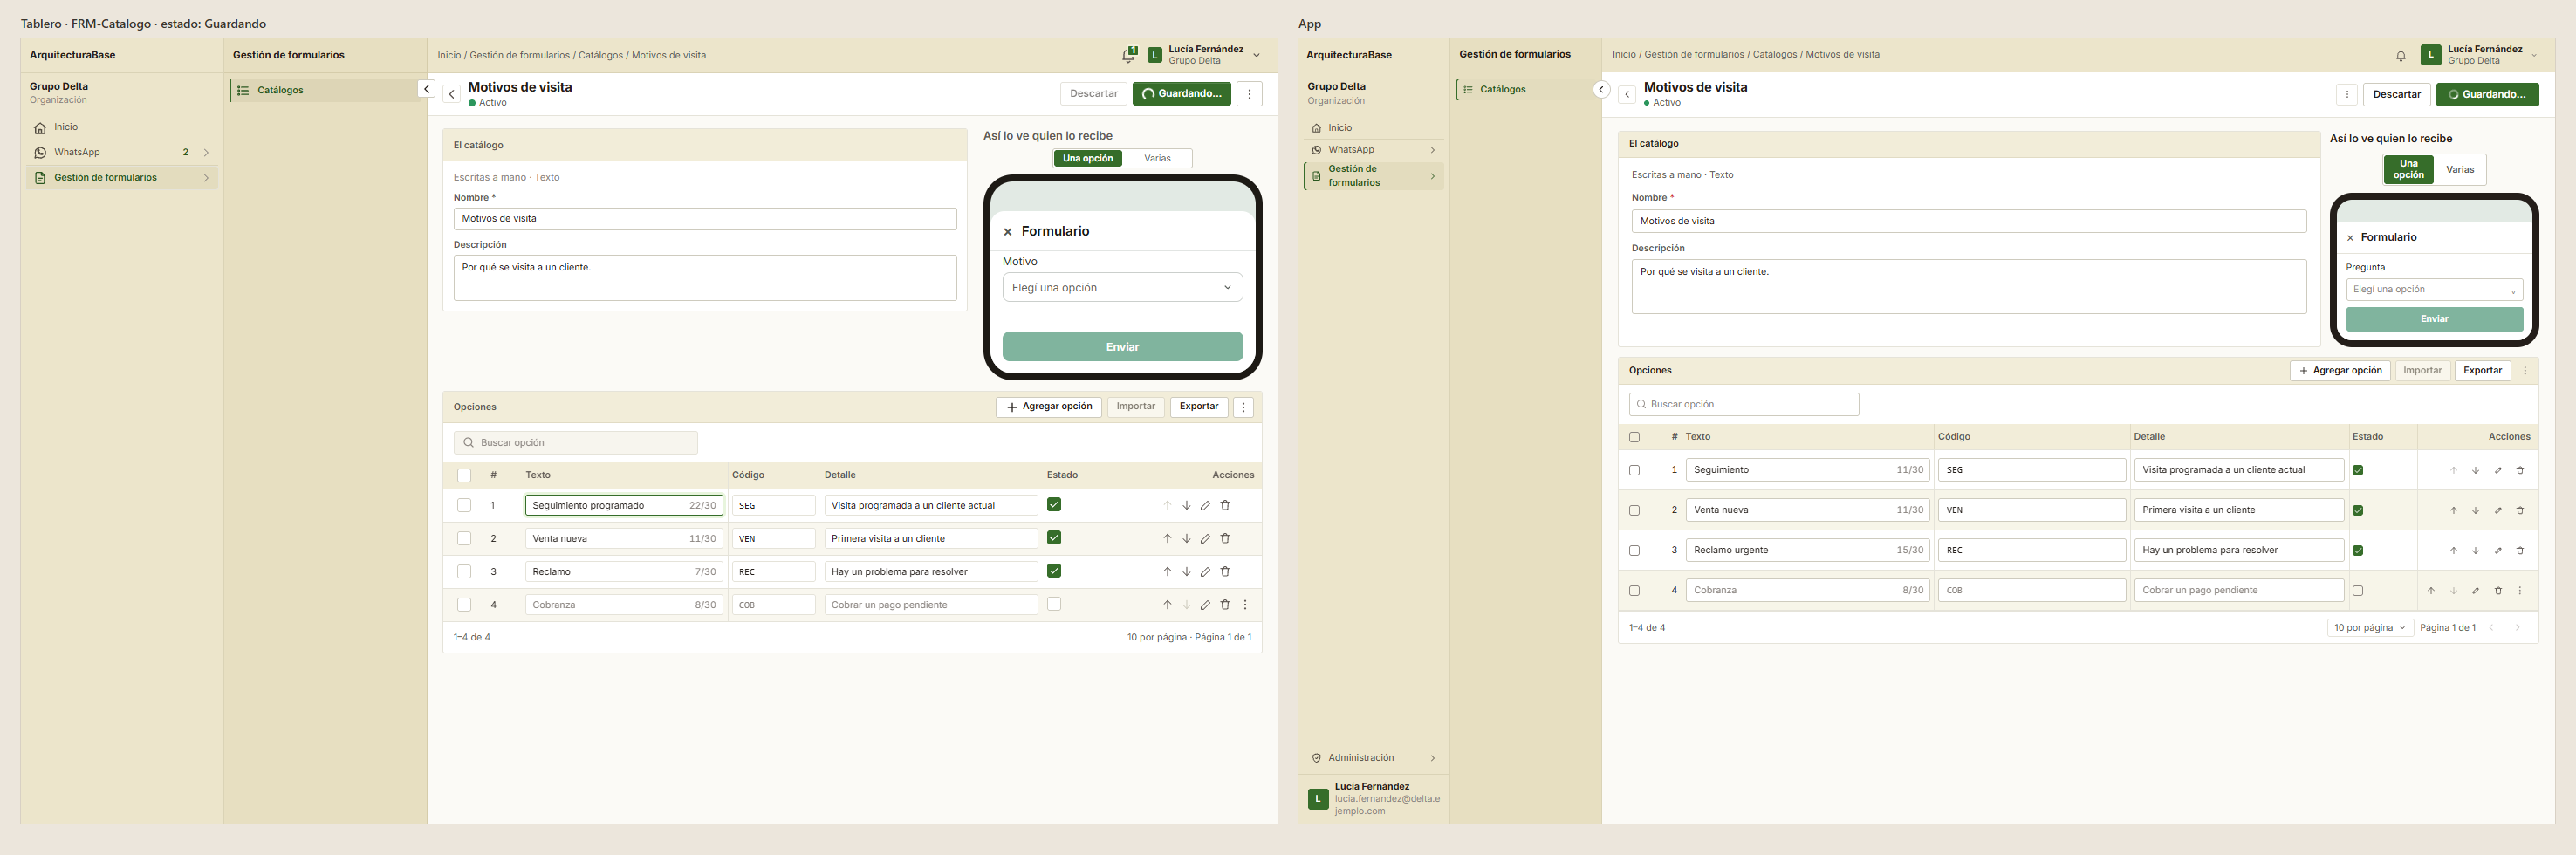 Tablero · FRM-Catalogo · estado: Guardando
ArquitecturaBase
Gestión de formularios
Inicio / Gestión de formularios / Catálogos / Motivos de visita
1
L
Lucía Fernández
Grupo Delta
Grupo Delta
Organización
Inicio
WhatsApp 2
Gestión de formularios
Catálogos
Motivos de visita
Activo
Descartar
Guardando...
El catálogo
Escritas a mano · Texto
Nombre *
Motivos de visita
Descripción
Por qué se visita a un cliente.
Así lo ve quien lo recibe
Una opción Varias
Formulario
Motivo
Elegí una opción
Enviar
Opciones
Agregar opción Importar Exportar
Buscar opción
# Texto Código Detalle Estado Acciones
1 Seguimiento programado 22/30 SEG Visita programada a un cliente actual
2 Venta nueva 11/30 VEN Primera visita a un cliente
3 Reclamo 7/30 REC Hay un problema para resolver
4 Cobranza 8/30 COB Cobrar un pago pendiente
1–4 de 4
10 por página · Página 1 de 1
App
ArquitecturaBase
Gestión de formularios
Inicio / Gestión de formularios / Catálogos / Motivos de visita
L
Lucía Fernández
Grupo Delta
Grupo Delta
Organización
Inicio
WhatsApp
Gestión de
formularios
Catálogos
Motivos de visita
Activo
Descartar
Guardando...
El catálogo
Escritas a mano · Texto
Nombre *
Motivos de visita
Descripción
Por qué se visita a un cliente.
Así lo ve quien lo recibe
Una
opción
Varias
Formulario
Pregunta
Elegí una opción
Enviar
Opciones
Agregar opción Importar Exportar
Buscar opción
# Texto Código Detalle Estado Acciones
1 Seguimiento 11/30 SEG Visita programada a un cliente actual
2 Venta nueva 11/30 VEN Primera visita a un cliente
3 Reclamo urgente 15/30 REC Hay un problema para resolver
4 Cobranza 8/30 COB Cobrar un pago pendiente
1–4 de 4
10 por página Página 1 de 1
Administración
L
Lucía Fernández
lucia.fernandez@delta.e
jemplo.com